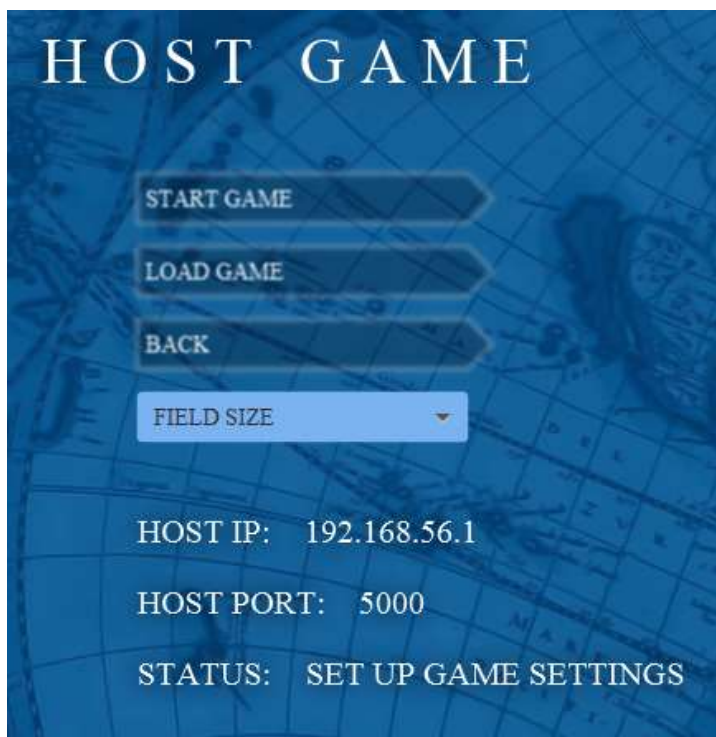 HOST GAME
START GAME
LOAD GAME
BACK
FIELD SIZE
HOST IP: 192.168.56.1
HOST PORT: 5000
STATUS: SET UP GAME SETTINGS